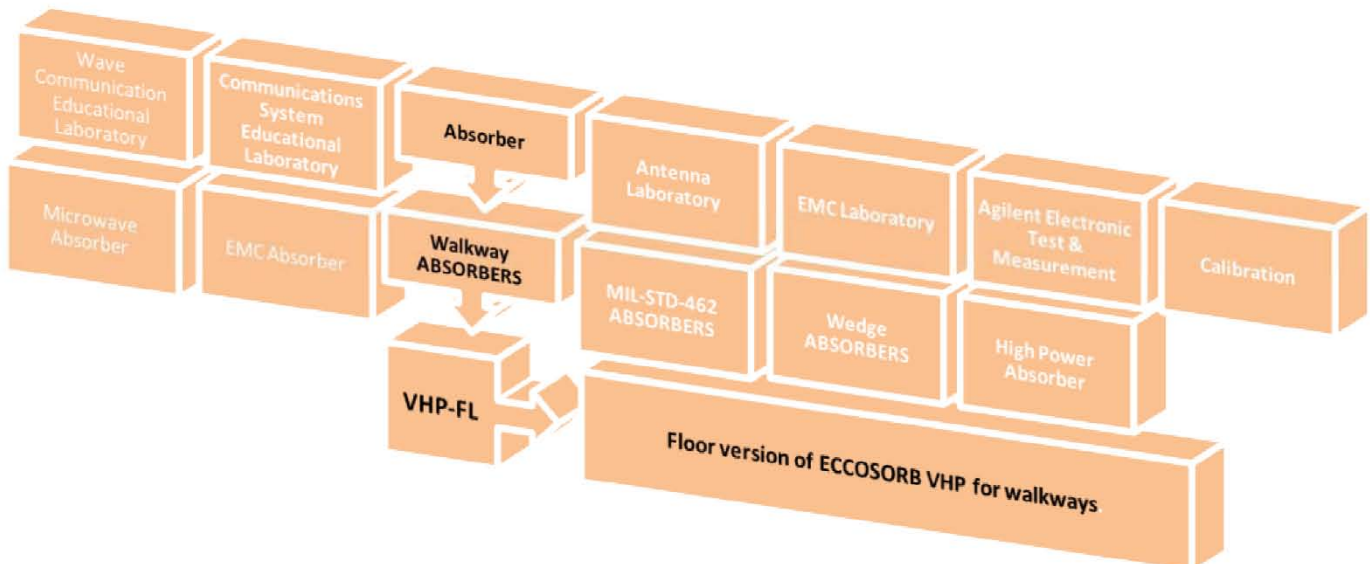 Wave
Communication
Educational
Laboratory
Communications
System
Educational
Laboratory
Absorber
Antenna
Laboratory
EMC Laboratory
Agilent Electronic
Test &
Measurement
Calibration
Microwave
Absorber
EMC Absorber
Walkway
ABSORBERS
MIL-STD-462
ABSORBERS
Wedge
ABSORBERS
High Power
Absorber
VHP-FL
Floor version of ECCOSORB VHP for walkways.